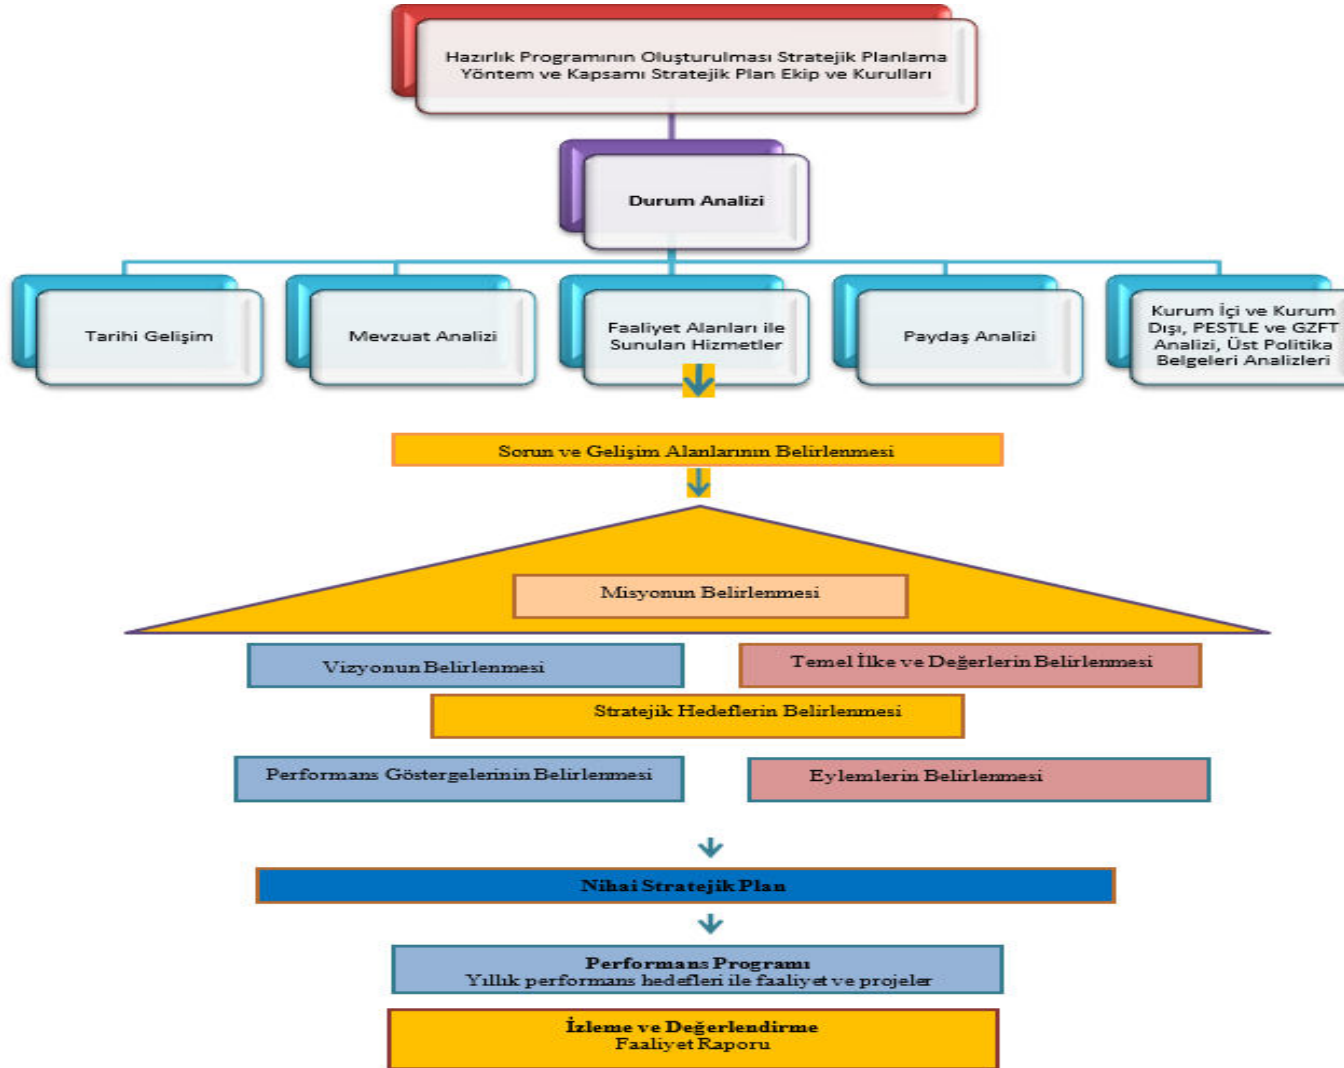 Hazırlık Programının Oluşturulması Stratejik Planlama
Yöntem ve Kapsamı Stratejik Plan Ekip ve Kurulları
Durum Analizi
Tarihi Gelişim
Mevzuat Analizi
Faaliyet Alanları ile
Sunulan Hizmetler
Paydaş Analizi
Kurum İçi ve Kurum
Dışı, PESTLE ve GZFT
Analizi, Üst Politika
Belgeleri Analizleri
Sorun ve Gelişim Alanlarının Belirlenmesi
Misyonun Belirlenmesi
Vizyonun Belirlenmesi
Temel İlke ve Değerlerin Belirlenmesi
Stratejik Hedeflerin Belirlenmesi
Performans Göstergelerinin Belirlenmesi
Eylemlerin Belirlenmesi
Nihai Stratejik Plan
Performans Programı
Yıllık performans hedefleri ile faaliyet ve projeler
İzleme ve Değerlendirme
Faaliyet Raporu